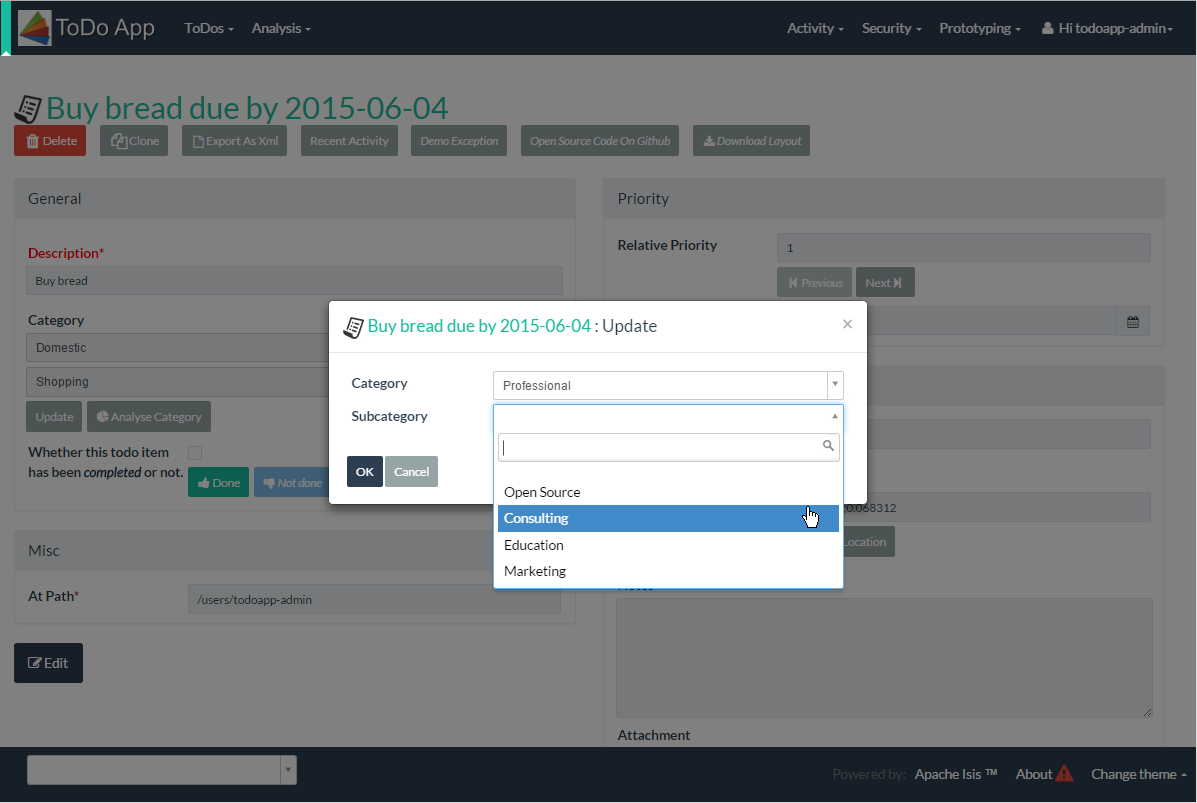 ToDo App ToDos Analysis Activity Security Prototyping Hi todoapp-admin
Buy bread due by 2015-06-04
Delete Clone Export As Xml Recent Activity Demo Exception Open Source Code On Github Download Layout
General
Priority
Description*
Relative Priority 1
Buy bread
Previous Next
Category
Domestic
Shopping
Update Analyse Category
Whether this todo item
has been completed or not.
Done Not done
Buy bread due by 2015-06-04 : Update ×
Category Professional
Subcategory
OK Cancel
Open Source
Consulting
Education
Marketing
0.068312
Location
Misc
At Path* /users/todoapp-admin
Edit
Attachment
Powered by: Apache Isis ™ About Change theme